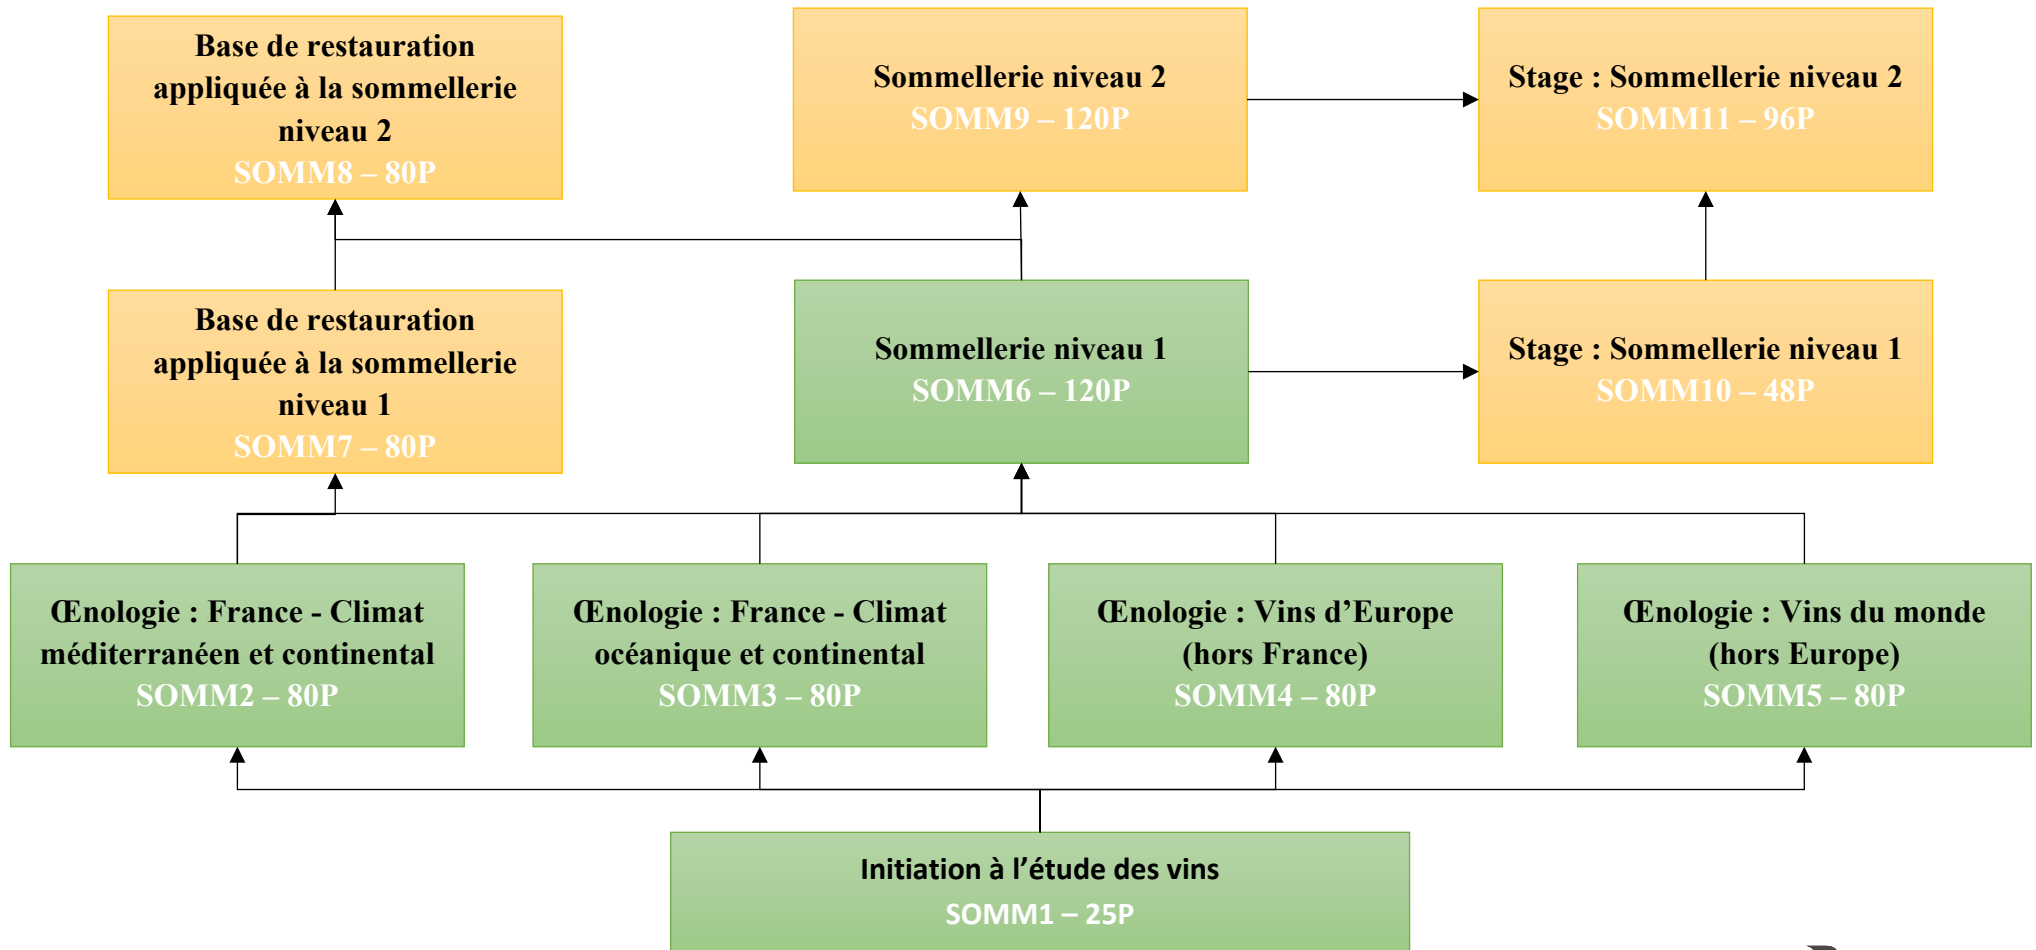 Base de restauration
appliquée à la sommellerie
niveau 2
SOMM8 – 80P
Sommellerie niveau 2
SOMM9 – 120P
Stage : Sommellerie niveau 2
SOMM11 – 96P
Base de restauration
appliquée à la sommellerie
niveau 1
SOMM7 – 80P
Sommellerie niveau 1
SOMM6 – 120P
Stage : Sommellerie niveau 1
SOMM10 – 48P
Œnologie : France - Climat
méditerranéen et continental
SOMM2 – 80P
Œnologie : France - Climat
océanique et continental
SOMM3 – 80P
Œnologie : Vins d’Europe
(hors France)
SOMM4 – 80P
Œnologie : Vins du monde
(hors Europe)
SOMM5 – 80P
Initiation à l’étude des vins
SOMM1 – 25P